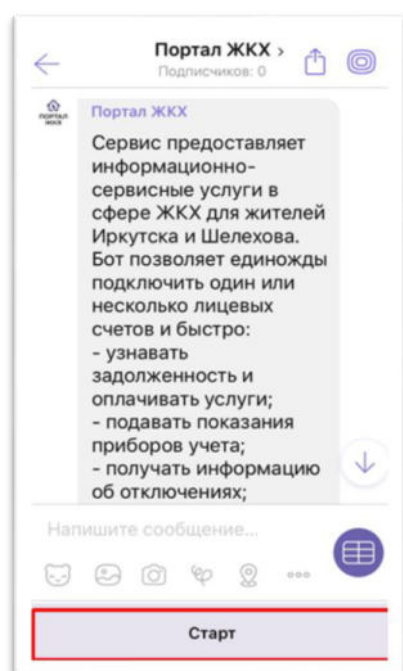 Портал ЖКХ ›
Подписчиков: 0
ПОРТАЛ
ЖКХ
Портал ЖКХ
Сервис предоставляет
информационно-
сервисные услуги в
сфере ЖКХ для жителей
Иркутска и Шелехова.
Бот позволяет единожды
подключить один или
несколько лицевых
счетов и быстро:
- узнавать
задолженность и
оплачивать услуги;
- подавать показания
приборов учета;
- получать информацию
об отключениях;
Напишите сообщение...
Старт